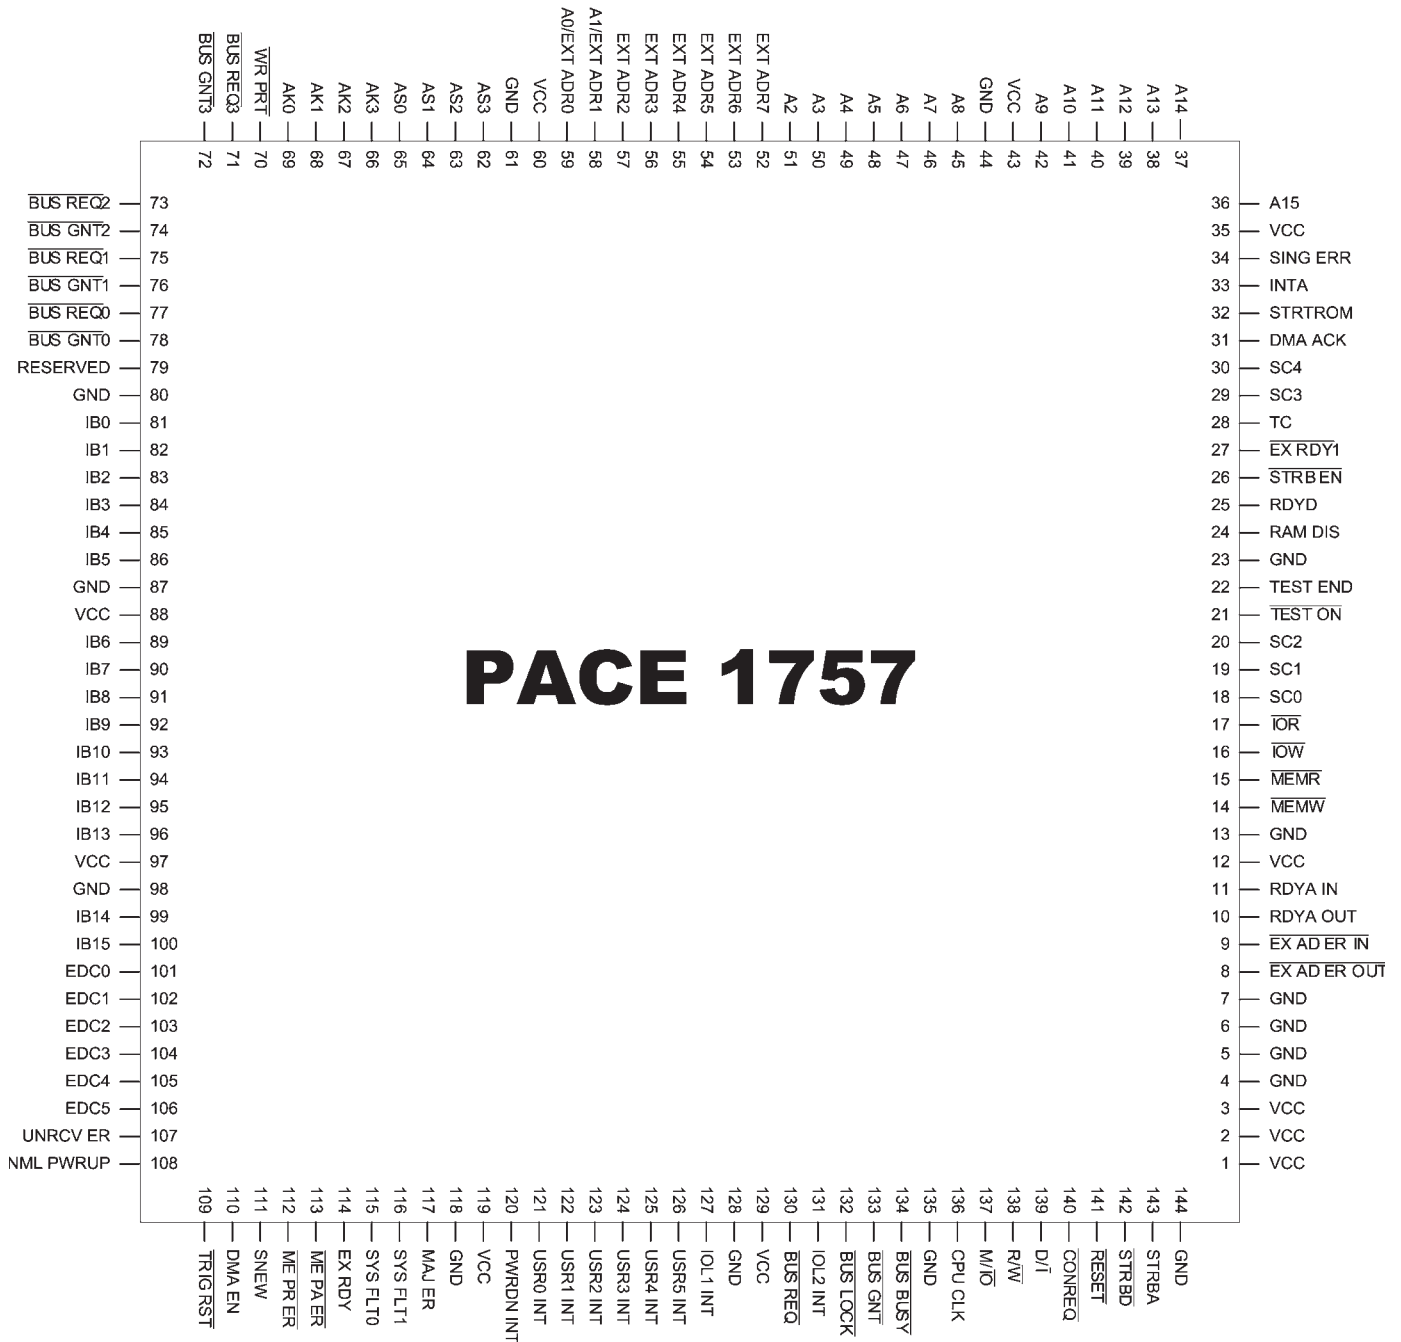 BUS GNT3
BUS REQ3
WR PRT
AK0
AK1
AK2
AK3
AS0
AS1
AS2
AS3
GND
VCC
A0/EXT ADR0
A1/EXT ADR1
EXT ADR2
EXT ADR3
EXT ADR4
EXT ADR5
EXT ADR6
EXT ADR7
A2
A3
A4
A5
A6
A7
A8
GND
VCC
A9
A10
A11
A12
A13
A14
72 71 70 69 68 67 66 65 64 63 62 61 60 59 58 57 56 55 54 53 52 51 50 49 48 47 46 45 44 43 42 41 40 39 38 37
BUS REQ2 73
BUS GNT2 74
BUS REQ1 75
BUS GNT1 76
BUS REQ0 77
BUS GNT0 78
RESERVED 79
GND 80
IB0 81
IB1 82
IB2 83
IB3 84
IB4 85
IB5 86
GND 87
VCC 88
IB6 89
IB7 90
IB8 91
IB9 92
IB10 93
IB11 94
IB12 95
IB13 96
VCC 97
GND 98
IB14 99
IB15 100
EDC0 101
EDC1 102
EDC2 103
EDC3 104
EDC4 105
EDC5 106
UNRCV ER 107
NML PWRUP 108
PACE 1757
36 A15
35 VCC
34 SING ERR
33 INTA
32 STRTROM
31 DMA ACK
30 SC4
29 SC3
28 TC
27 EX RDY1
26 STRB EN
25 RDYD
24 RAM DIS
23 GND
22 TEST END
21 TEST ON
20 SC2
19 SC1
18 SC0
17 IOR
16 IOW
15 MEMR
14 MEMW
13 GND
12 VCC
11 RDYA IN
10 RDYA OUT
9 EX AD ER IN
8 EX AD ER OUT
7 GND
6 GND
5 GND
4 GND
3 VCC
2 VCC
1 VCC
109 110 111 112 113 114 115 116 117 118 119 120 121 122 123 124 125 126 127 128 129 130 131 132 133 134 135 136 137 138 139 140 141 142 143 144
TRIG RST
DMA EN
SNEW
ME PR ER
ME PA ER
EX RDY
SYS FLT0
SYS FLT1
MAJ ER
GND
VCC
PWRDN INT
USR0 INT
USR1 INT
USR2 INT
USR3 INT
USR4 INT
USR5 INT
IOL1 INT
GND
VCC
BUS REQ
IOL2 INT
BUS LOCK
BUS GNT
BUS BUSY
GND
CPU CLK
M/IO
R/W
D/I
CONREQ
RESET
STRBD
STRBA
GND